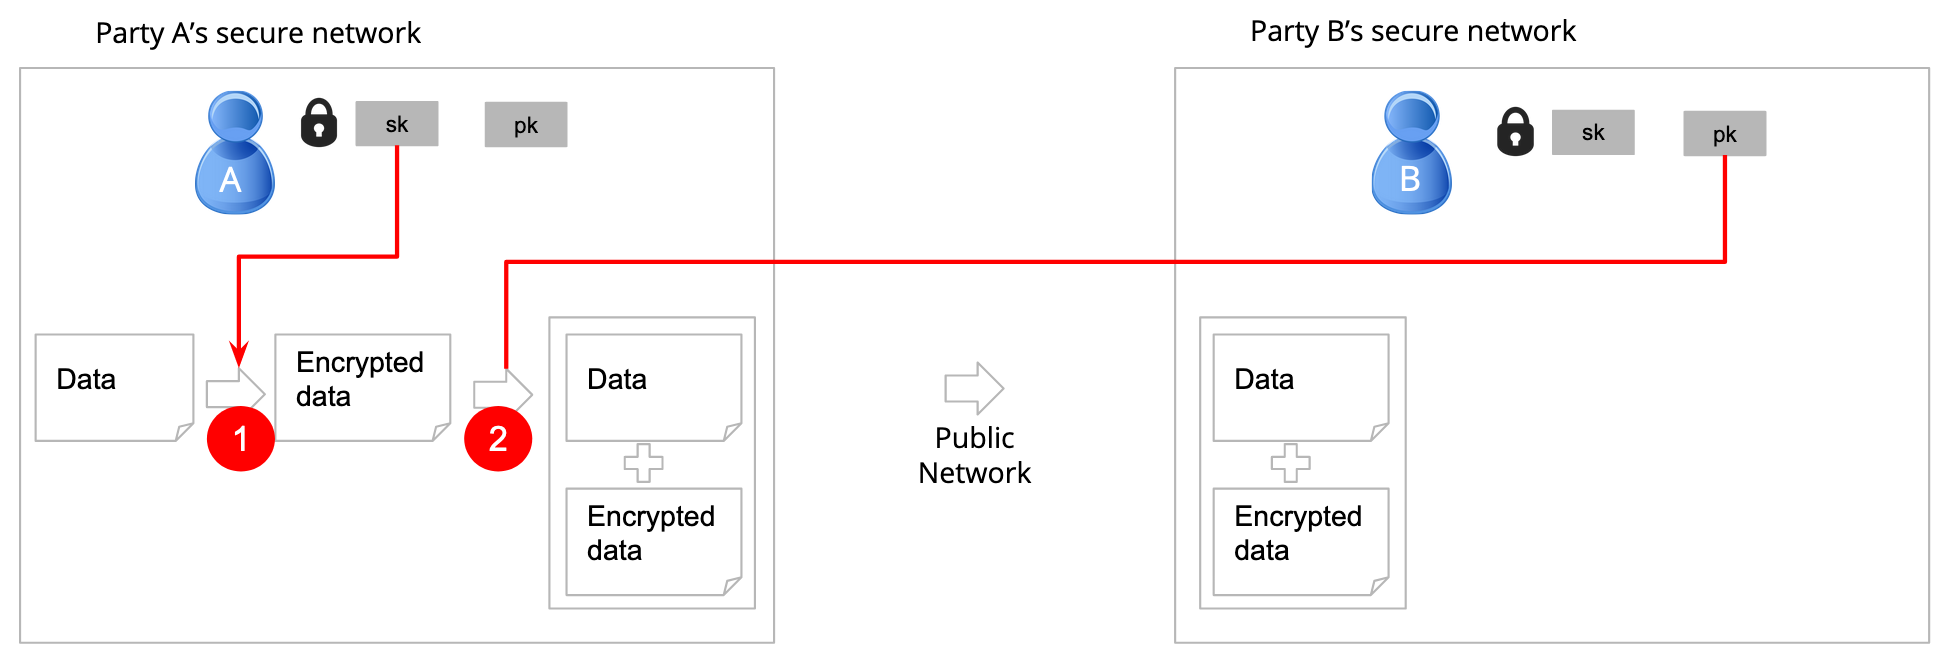 Party A’s secure network
Party B’s secure network
sk
pk
A
sk
pk
B
Data
Encrypted
data
1
2
Data
Encrypted
data
Public
Network
Data
Encrypted
data